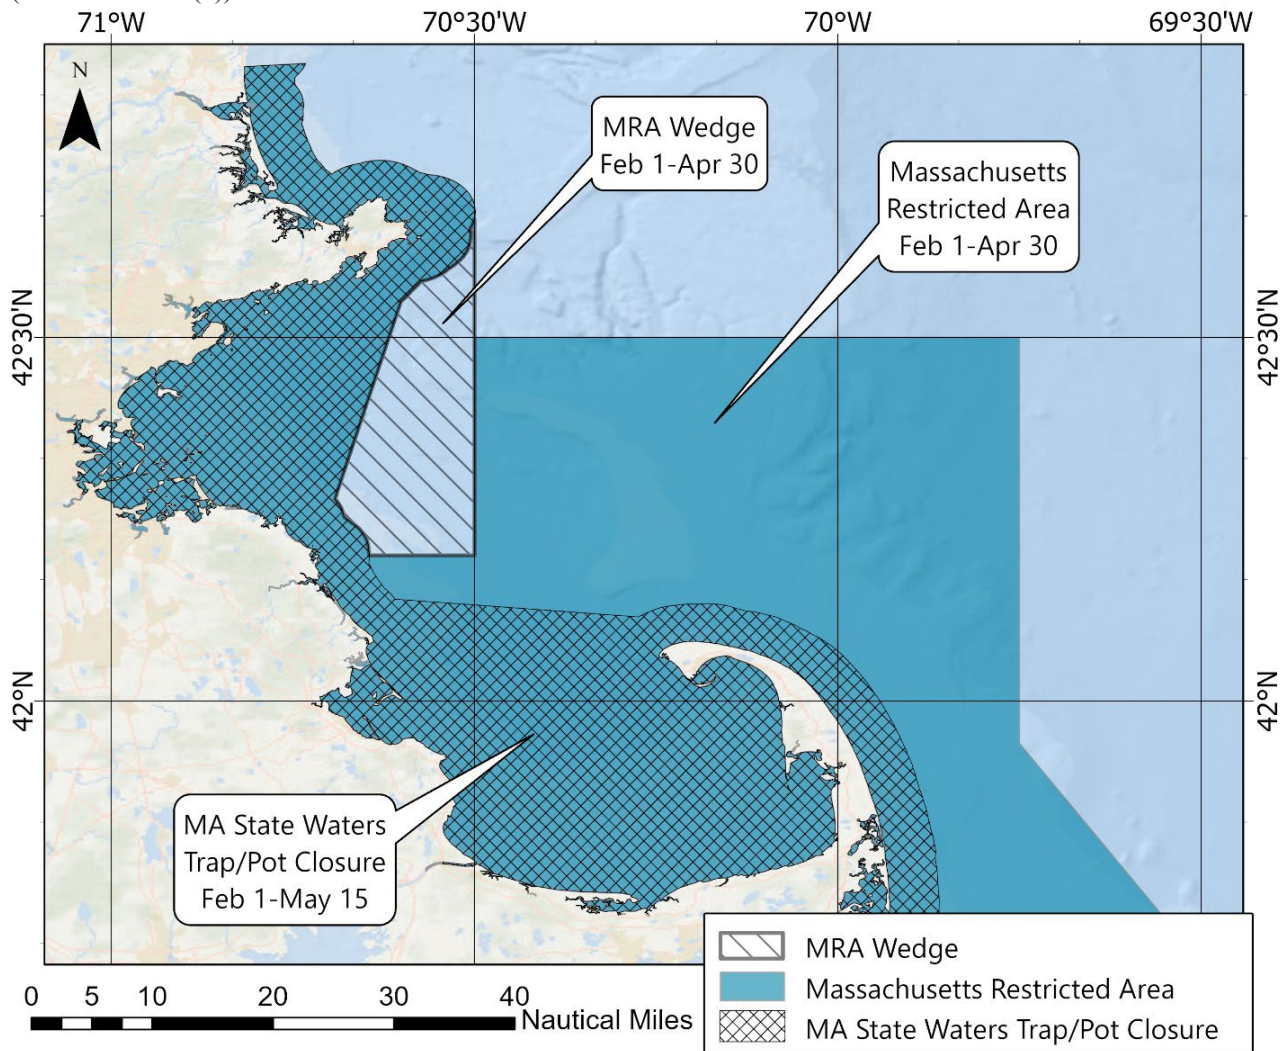 71°W
70°30'W
70°W
69°30'W
N
MRA Wedge
Feb 1-Apr 30
Massachusetts
Restricted Area
Feb 1-Apr 30
42°30'N
42°30'N
42°N
42°N
MA State Waters
Trap/Pot Closure
Feb 1-May 15
MRA Wedge
Massachusetts Restricted Area
MA State Waters Trap/Pot Closure
0 5 10 20 30 40
Nautical Miles